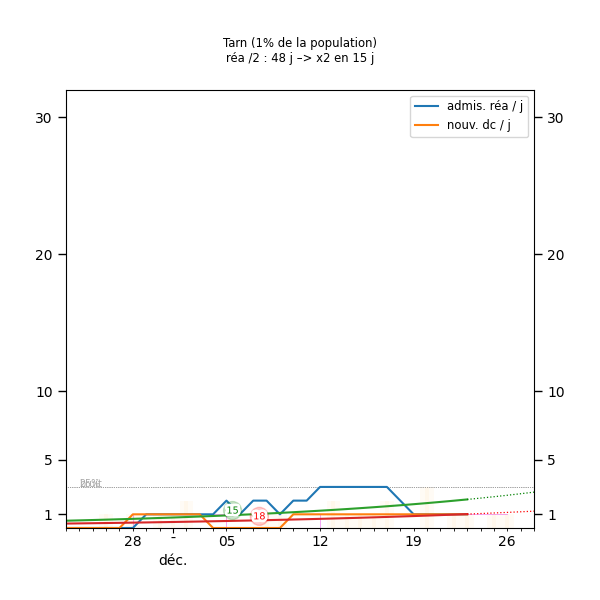 Tarn (1% de la population)
réa /2 : 48 j –> x2 en 15 j
admis. réa / j
nouv. dc / j
30 30
20 20
10 10
5 5
15
18
1 1
28 - 05 12 19 26
déc.